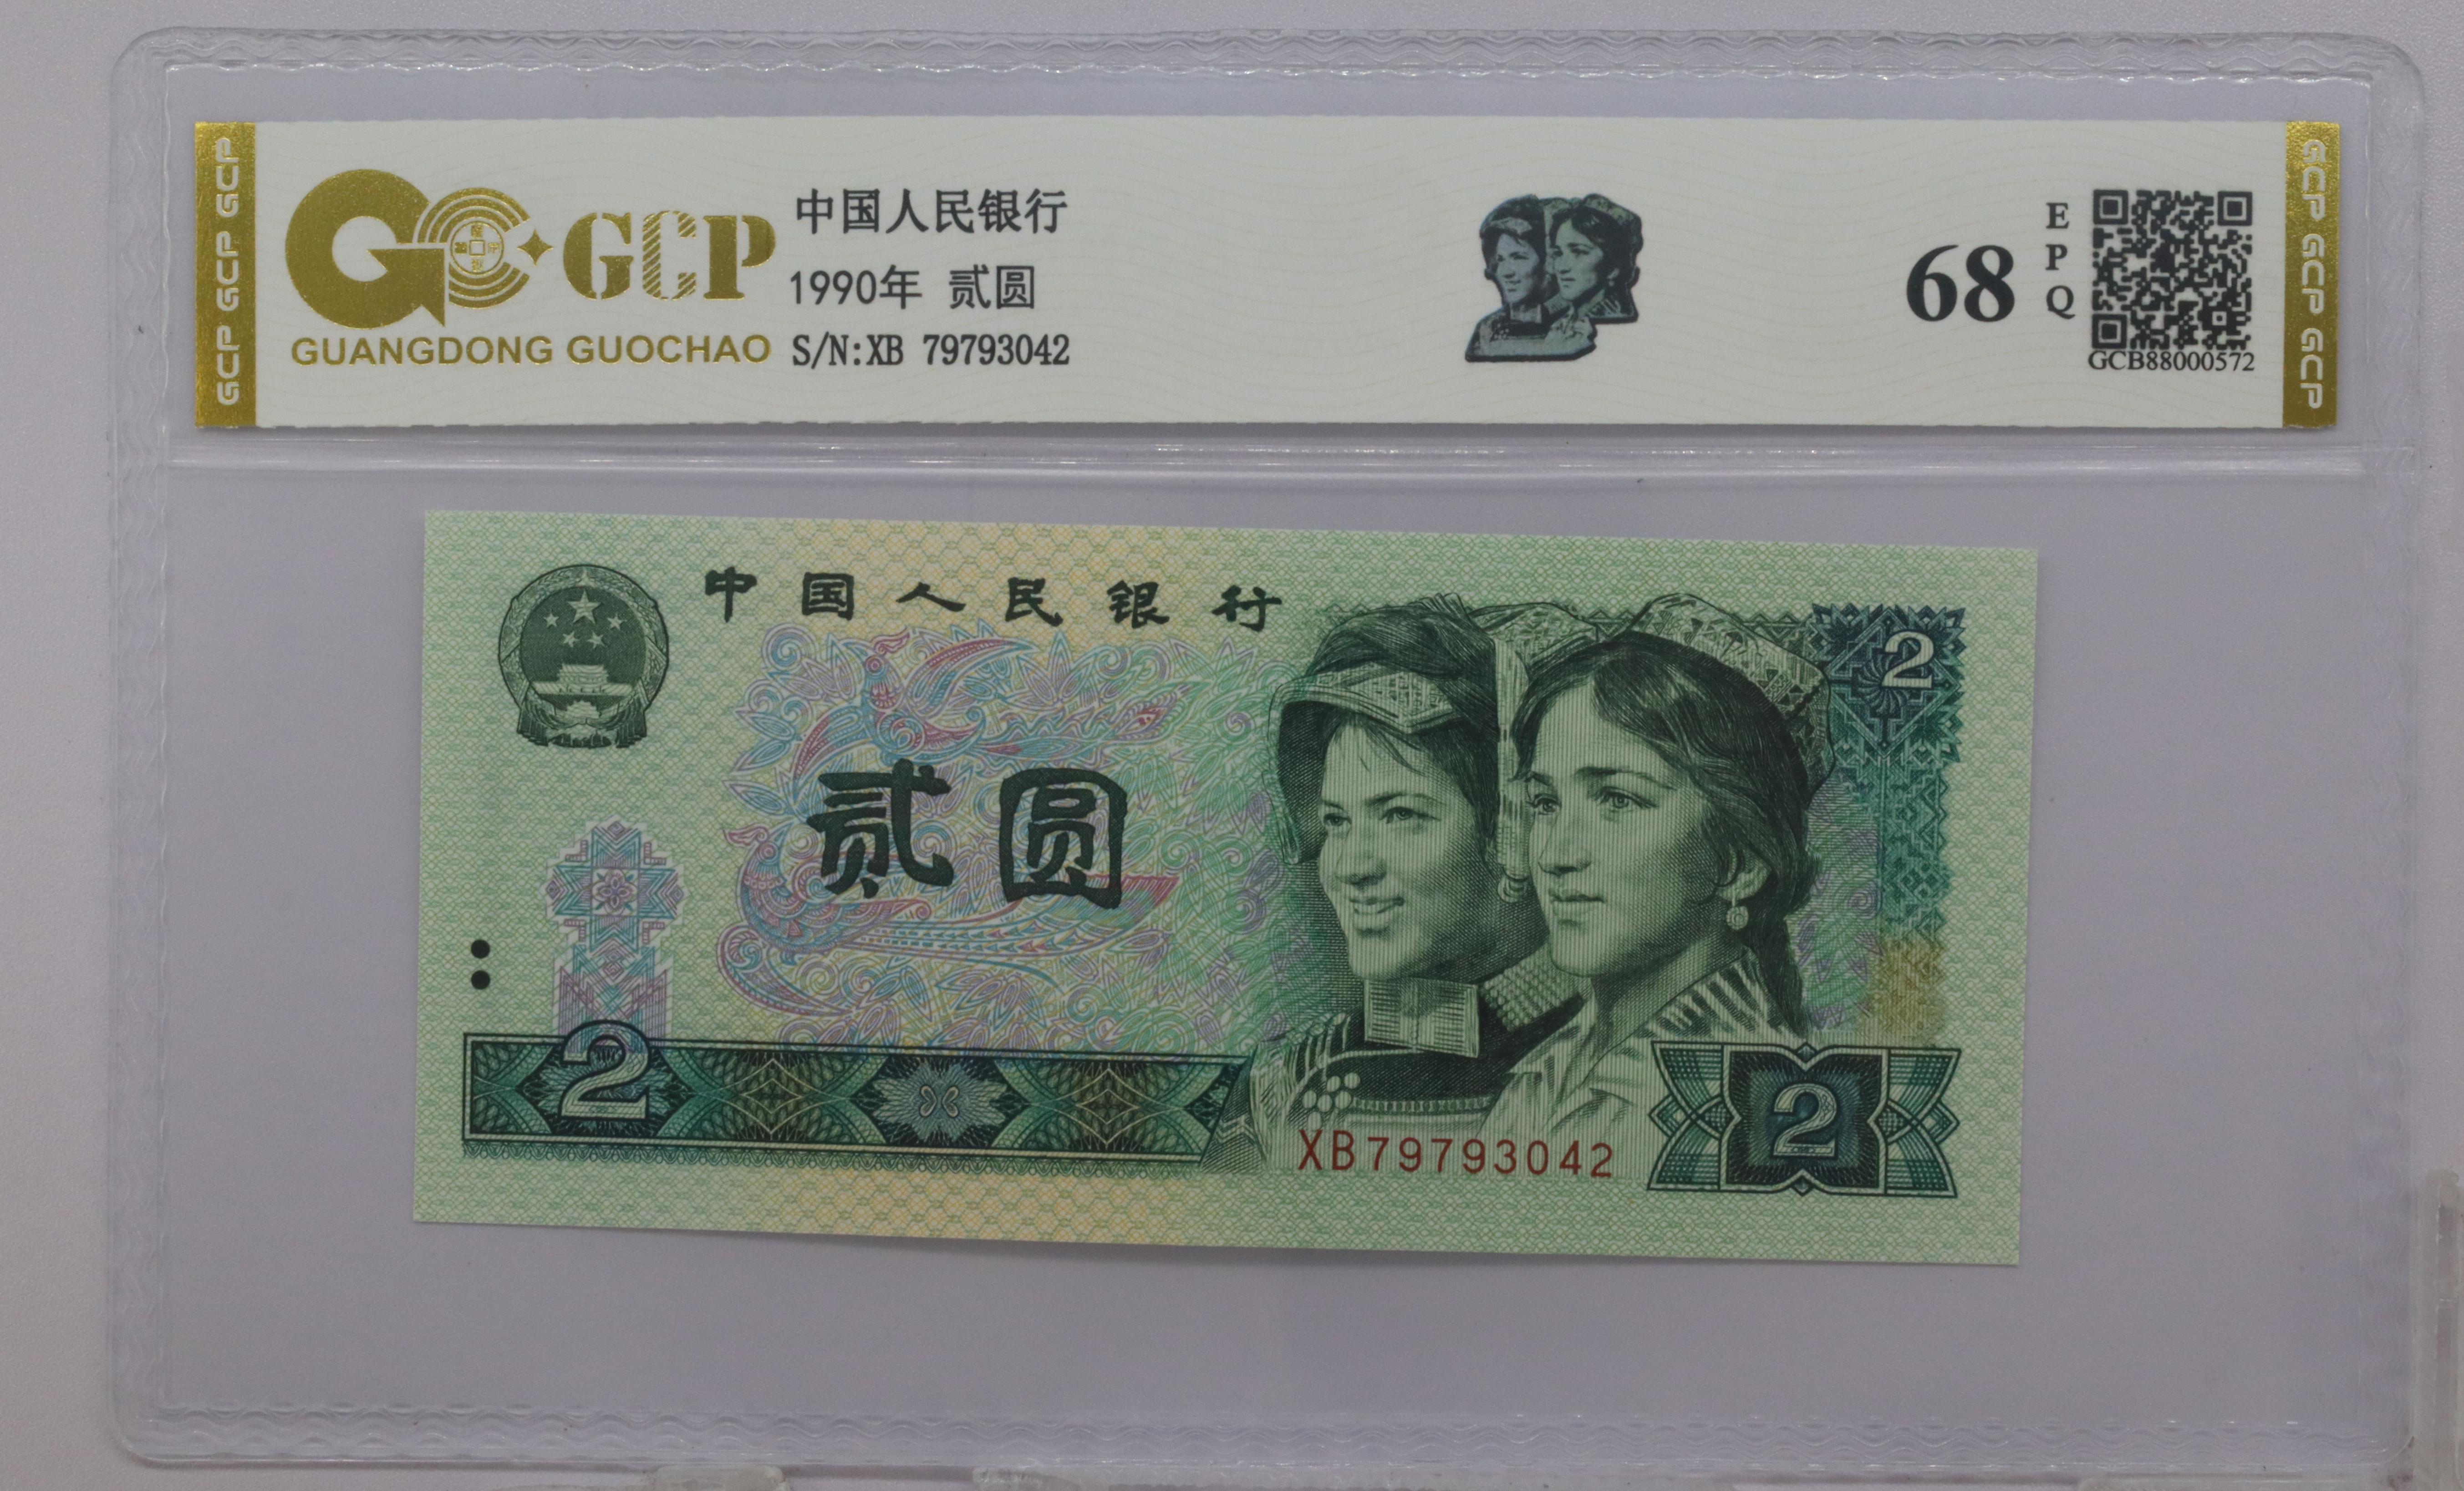 GCP GCP GCP
GCP
GUANGDONG GUOCHAO
中国人民银行
1990年 贰圆
S/N:XB 79793042
68
EPQ
GCB88000572
GCP GCP GCP
中国人民银行
2
贰圆
2
XB79793042
2